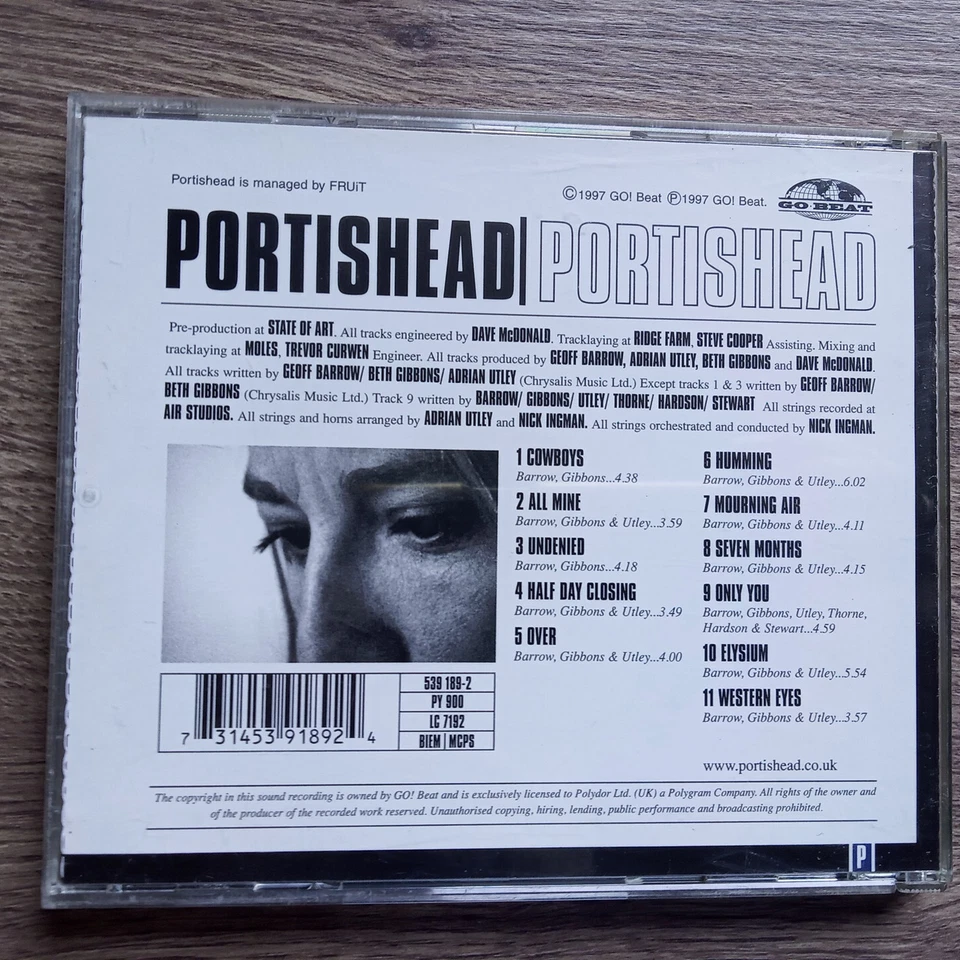 Portishead is managed by FRUiT
©1997 GO! Beat ℗1997 GO! Beat.
GO BEAT
PORTISHEAD| PORTISHEAD
Pre-production at STATE OF ART. All tracks engineered by DAVE McDONALD. Tracklaying at RIDGE FARM, STEVE COOPER Assisting. Mixing and
tracklaying at MOLES, TREVOR CURWEN Engineer. All tracks produced by GEOFF BARROW, ADRIAN UTLEY, BETH GIBBONS and DAVE McDONALD.
All tracks written by GEOFF BARROW/ BETH GIBBONS/ ADRIAN UTLEY (Chrysalis Music Ltd.) Except tracks 1 & 3 written by GEOFF BARROW/
BETH GIBBONS (Chrysalis Music Ltd.) Track 9 written by BARROW/ GIBBONS/ UTLEY/ THORNE/ HARDSON/ STEWART All strings recorded at
AIR STUDIOS. All strings and horns arranged by ADRIAN UTLEY and NICK INGMAN. All strings orchestrated and conducted by NICK INGMAN.
1 COWBOYS
Barrow, Gibbons...4.38
2 ALL MINE
Barrow, Gibbons & Utley...3.59
3 UNDENIED
Barrow, Gibbons...4.18
4 HALF DAY CLOSING
Barrow, Gibbons & Utley...3.49
5 OVER
Barrow, Gibbons & Utley...4.00
6 HUMMING
Barrow, Gibbons & Utley...6.02
7 MOURNING AIR
Barrow, Gibbons & Utley...4.11
8 SEVEN MONTHS
Barrow, Gibbons & Utley...4.15
9 ONLY YOU
Barrow, Gibbons, Utley, Thorne,
Hardson & Stewart...4.59
10 ELYSIUM
Barrow, Gibbons & Utley...5.54
11 WESTERN EYES
Barrow, Gibbons & Utley...3.57
7 31453 91892 4
539 189-2
PY 900
LC 7192
BIEM | MCPS
www.portishead.co.uk
The copyright in this sound recording is owned by GO! Beat and is exclusively licensed to Polydor Ltd. (UK) a Polygram Company. All rights of the owner and
of the producer of the recorded work reserved. Unauthorised copying, hiring, lending, public performance and broadcasting prohibited.
P